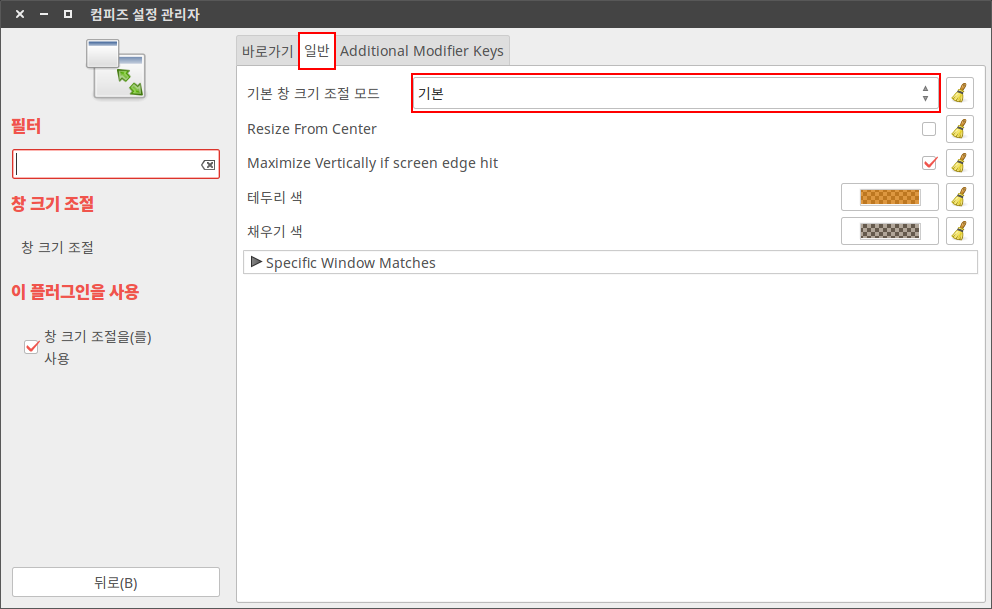 컴피즈 설정 관리자
필터
창 크기 조절
창 크기 조절
이 플러그인을 사용
창 크기 조절을(를)
사용
뒤로(B)
바로가기 일반 Additional Modifier Keys
기본 창 크기 조절 모드 기본
Resize From Center
Maximize Vertically if screen edge hit
테두리 색
채우기 색
Specific Window Matches